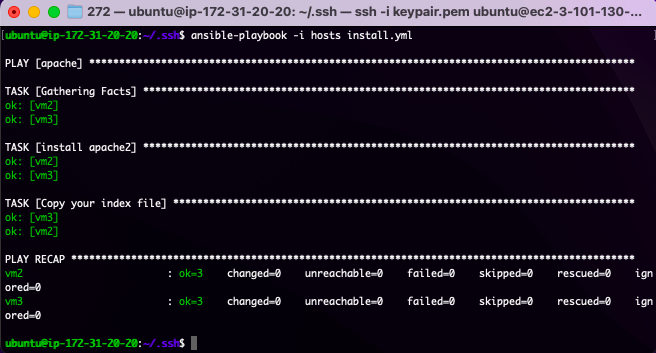 272 — ubuntu@ip-172-31-20-20: ~/.ssh — ssh -i keypair.pem ubuntu@ec2-3-101-130-...
[ubuntu@ip-172-31-20-20:~/.ssh$ ansible-playbook -i hosts install.yml ]
PLAY [apache] *******************************************************************************************
TASK [Gathering Facts] **********************************************************************************
ok: [vm2]
ok: [vm3]
TASK [install apache2] **********************************************************************************
ok: [vm2]
ok: [vm3]
TASK [Copy your index file] *****************************************************************************
ok: [vm3]
ok: [vm2]
PLAY RECAP **********************************************************************************************
vm2                        : ok=3    changed=0    unreachable=0    failed=0    skipped=0    rescued=0    ign
ored=0
vm3                        : ok=3    changed=0    unreachable=0    failed=0    skipped=0    rescued=0    ign
ored=0
ubuntu@ip-172-31-20-20:~/.ssh$